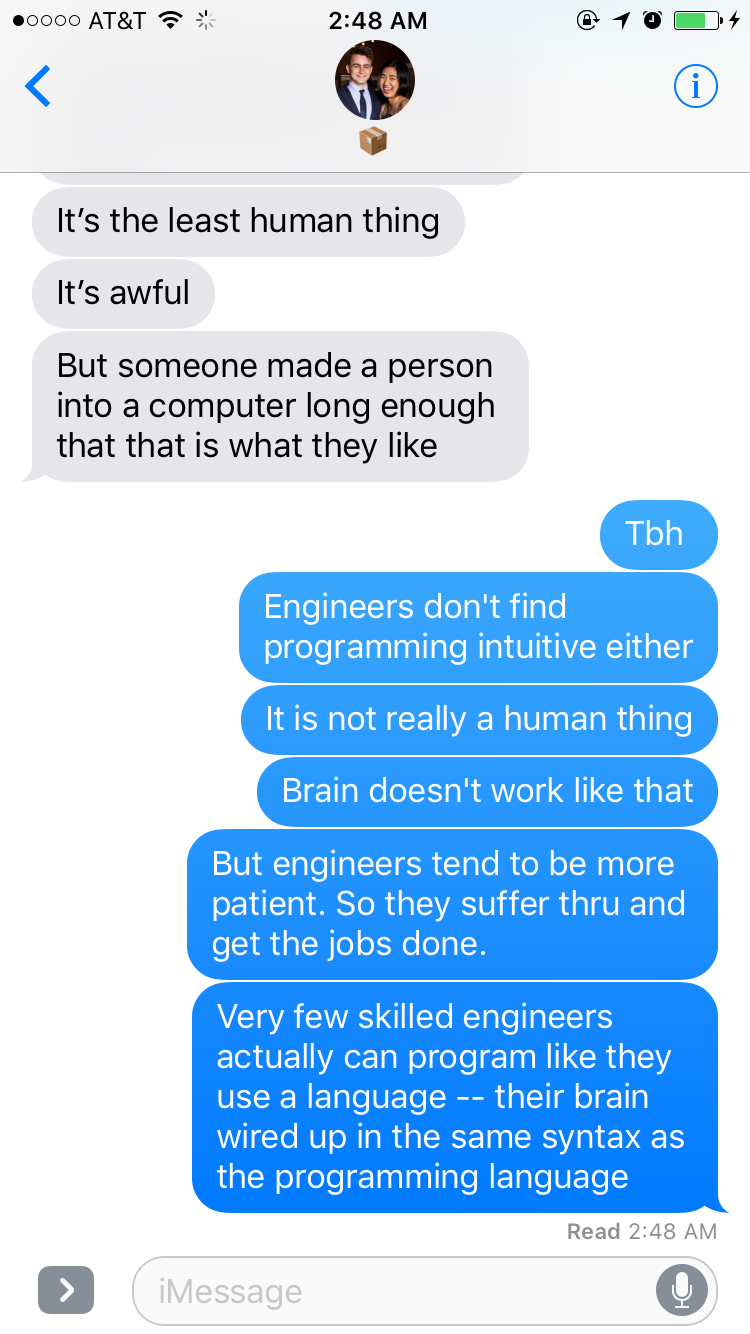 AT&T 2:48 AM
It’s the least human thing
It’s awful
But someone made a person
into a computer long enough
that that is what they like
Tbh
Engineers don't find
programming intuitive either
It is not really a human thing
Brain doesn't work like that
But engineers tend to be more
patient. So they suffer thru and
get the jobs done.
Very few skilled engineers
actually can program like they
use a language -- their brain
wired up in the same syntax as
the programming language
Read 2:48 AM
iMessage